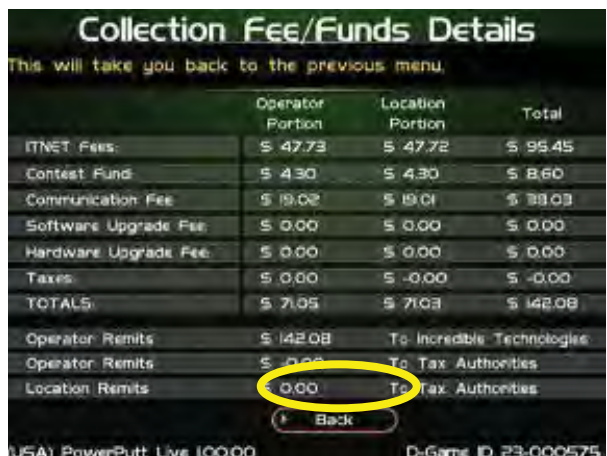 Collection Fee/Funds Details
This will take you back to the previous menu.
Operator Portion Location Portion Total
ITNET Fees: $ 47.73 $ 47.72 $ 95.45
Contest Fund: $ 4.30 $ 4.30 $ 8.60
Communication Fee $ 19.02 $ 19.01 $ 38.03
Software Upgrade Fee: $ 0.00 $ 0.00 $ 0.00
Hardware Upgrade Fee: $ 0.00 $ 0.00 $ 0.00
Taxes: $ 0.00 $ -0.00 $ -0.00
TOTALS: $ 71.05 $ 71.03 $ 142.08
Operator Remits $ 142.08 To Incredible Technologies
Operator Remits $ -0.00 To Tax Authorities
Location Remits $ 0.00 To Tax Authorities
Back
(USA) PowerPutt Live 1.00.00 D-Game ID 23-000575